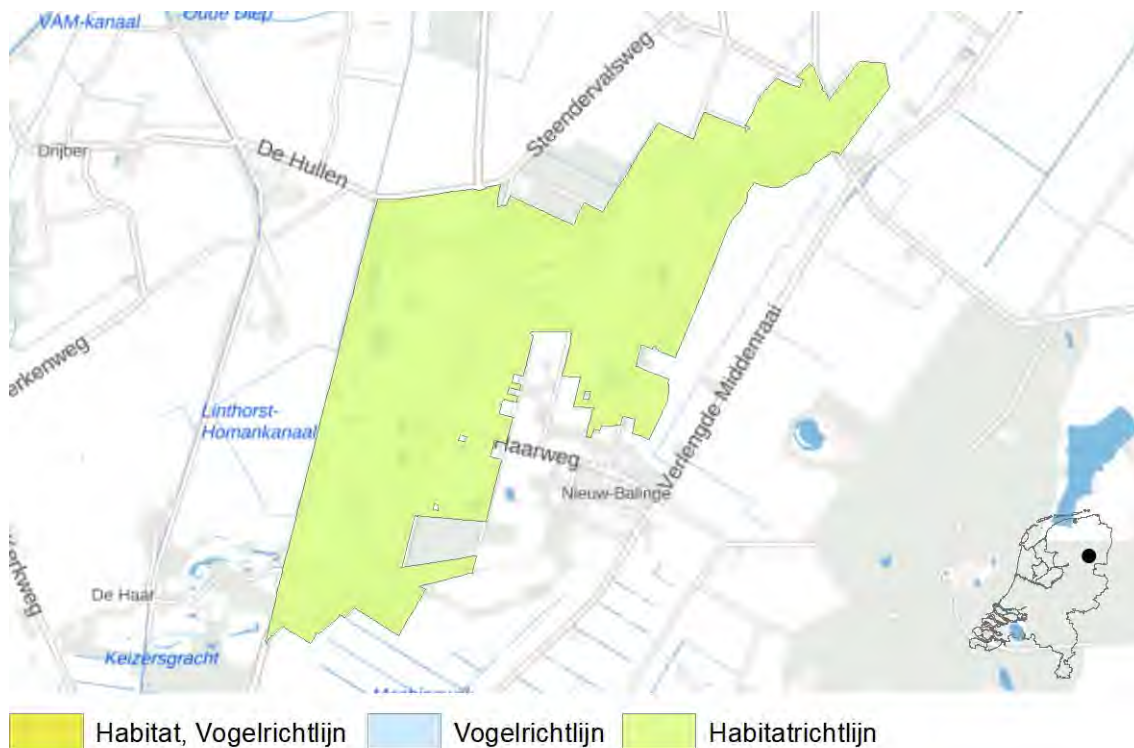 VAM-kanaal
Oude Diep
Steendervalsweg
Drijber
De Hullen
erkenweg
Linthorst-
Homankanaal
Haarweg
Verlengde-Middenraai
Nieuw-Balinge
De Haar
erkweg
Keizersgracht
Habitat, Vogelrichtlijn
Vogelrichtlijn
Habitatrichtlijn